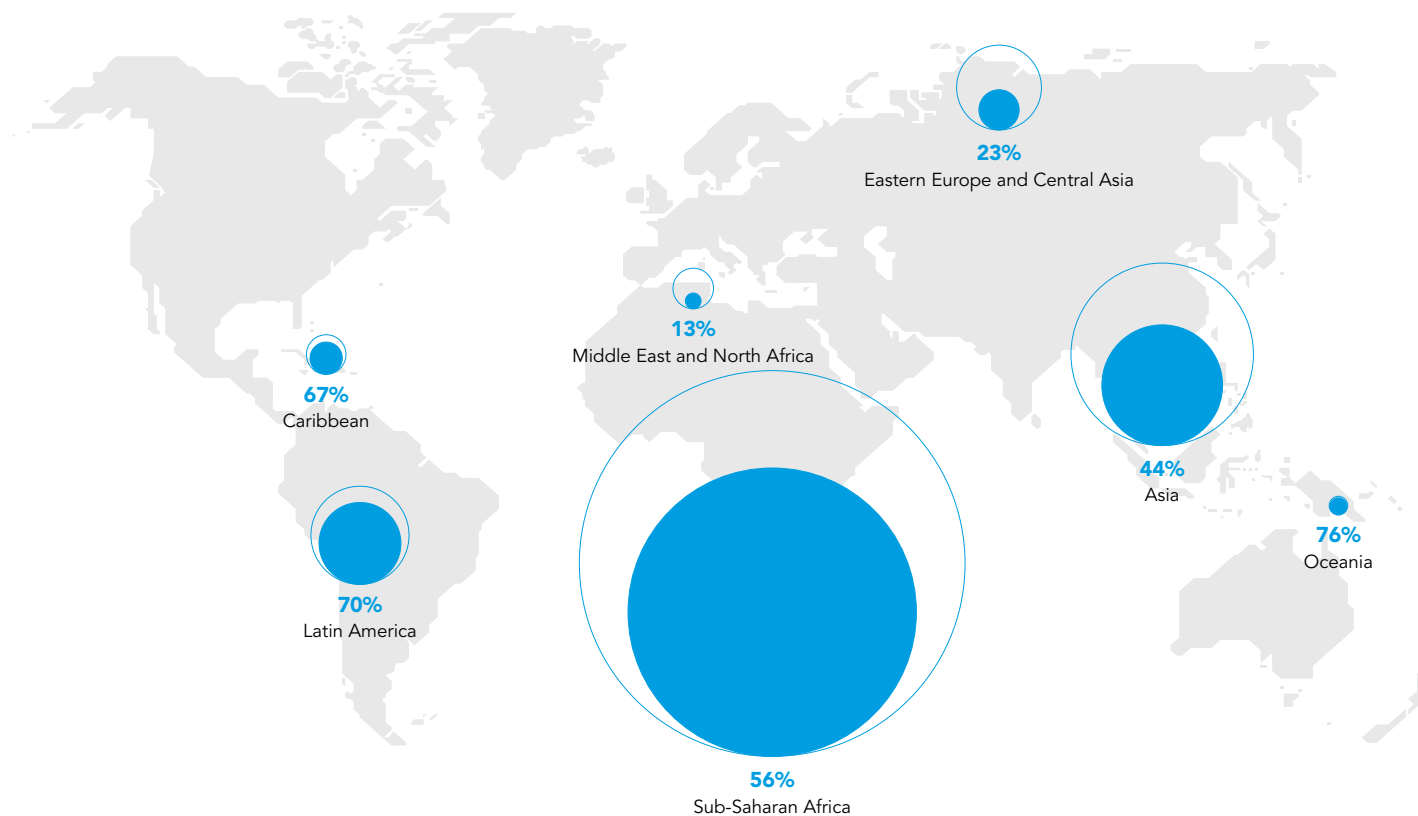 23%
Eastern Europe and Central Asia
13%
Middle East and North Africa
67%
Caribbean
44%
Asia
76%
Oceania
70%
Latin America
56%
Sub-Saharan Africa